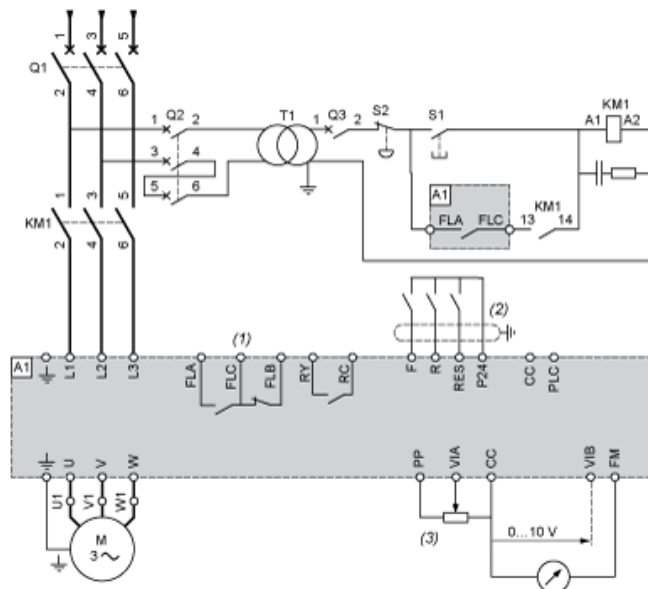 1 3 5
Q1
2 4 6
1 Q2 2
T1
1 Q3 2
S2
S1
KM1
A1 A2
3 4
5 6
A1
FLA FLC
KM1
13 14
1 3 5
KM1
2 4 6
(1)
(2)
A1
L1 L2 L3
FLA FLC FLB RY RC
F R RES P24 CC PLC
U V W
PP VIA CC VIB FM
U1 V1 W1
(3)
0...10 V
M
3